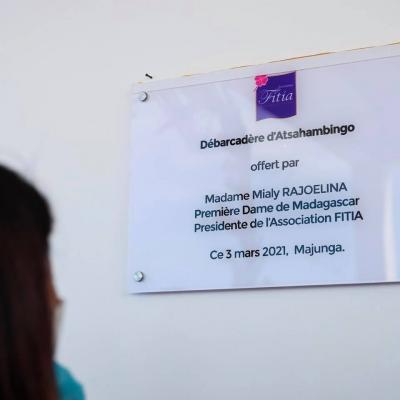 Fitia
Débarcadère d'Atsahambingo
offert par
Madame Mialy RAJOELINA
Première Dame de Madagascar
Presidente de l'Association FITIA
Ce 3 mars 2021, Majunga.